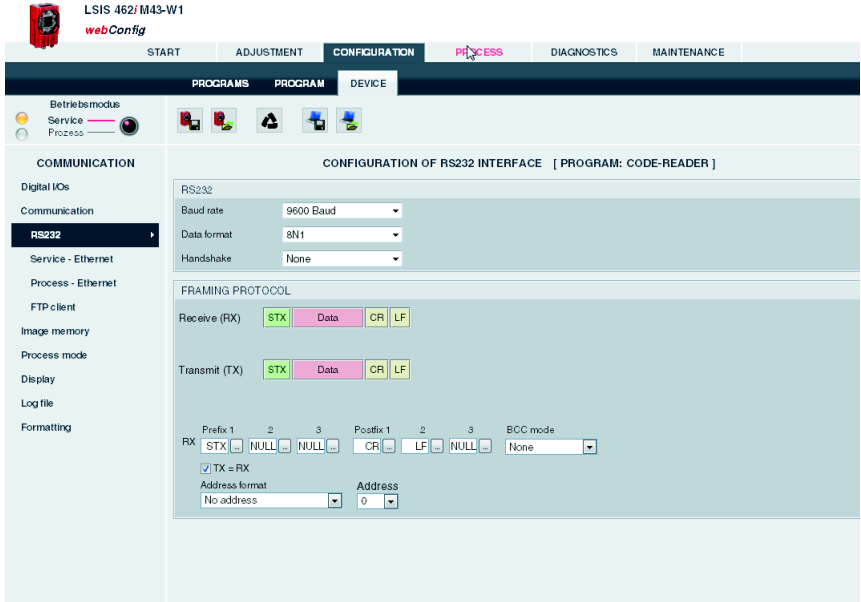 LSIS 462i M43-W1
webConfig
START ADJUSTMENT CONFIGURATION PROCESS DIAGNOSTICS MAINTENANCE
PROGRAMS PROGRAM DEVICE
Betriebsmodus
Service
Prozess
COMMUNICATION
Digital I/Os
Communication
RS232
Service - Ethernet
Process - Ethernet
FTP client
Image memory
Process mode
Display
Log file
Formatting
CONFIGURATION OF RS232 INTERFACE [ PROGRAM: CODE-READER ]
RS232
Baud rate 9600 Baud
Data format 8N1
Handshake None
FRAMING PROTOCOL
Receive (RX) STX Data CR LF
Transmit (TX) STX Data CR LF
Prefix 1 2 3 Postfix 1 2 3 BCC mode
RX STX ... NULL ... NULL ... CR ... LF ... NULL ... None
TX = RX
Address format Address
No address 0